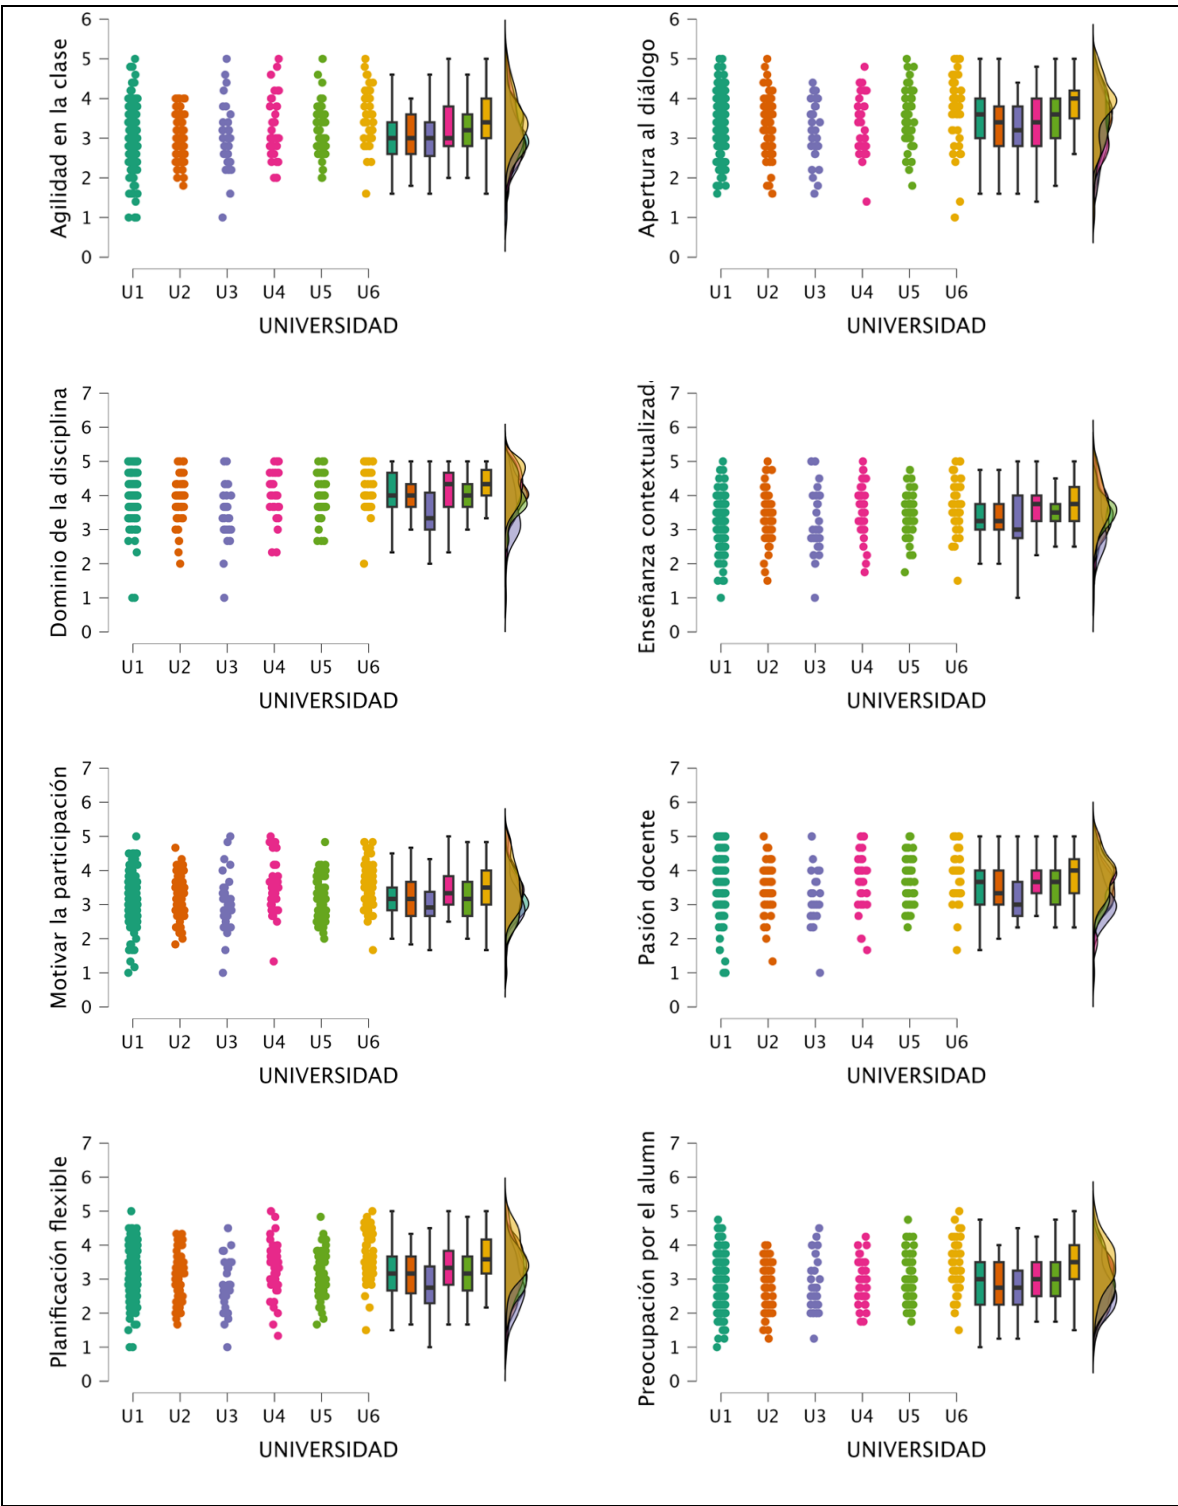 Agilidad en la clase
6
5
4
3
2
1
0
U1 U2 U3 U4 U5 U6
UNIVERSIDAD
Apertura al diálogo
6
5
4
3
2
1
0
U1 U2 U3 U4 U5 U6
UNIVERSIDAD
Dominio de la disciplina
7
6
5
4
3
2
1
0
U1 U2 U3 U4 U5 U6
UNIVERSIDAD
Enseñanza contextualizad
7
6
5
4
3
2
1
0
U1 U2 U3 U4 U5 U6
UNIVERSIDAD
Motivar la participación
7
6
5
4
3
2
1
0
U1 U2 U3 U4 U5 U6
UNIVERSIDAD
Pasión docente
7
6
5
4
3
2
1
0
U1 U2 U3 U4 U5 U6
UNIVERSIDAD
Planificación flexible
7
6
5
4
3
2
1
0
U1 U2 U3 U4 U5 U6
UNIVERSIDAD
Preocupación por el alumn
7
6
5
4
3
2
1
0
U1 U2 U3 U4 U5 U6
UNIVERSIDAD